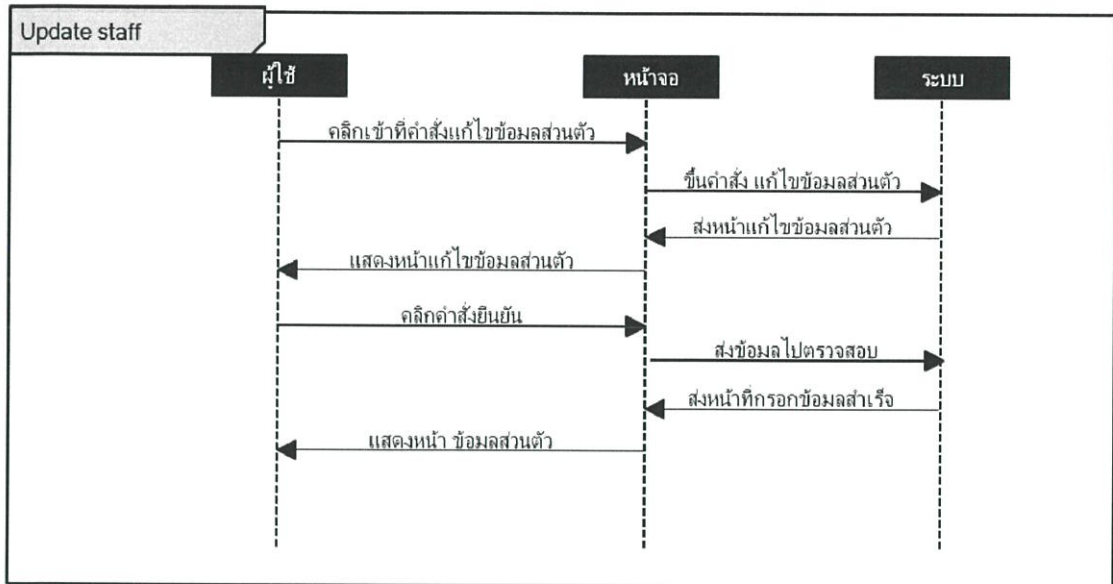 Update staff
ผู้ใช้
หน้าจอ
ระบบ
คลิกเข้าที่คำสั่งแก้ไขข้อมูลส่วนตัว
ขึ้นคำสั่ง แก้ไขข้อมูลส่วนตัว
ส่งหน้าแก้ไขข้อมูลส่วนตัว
แสดงหน้าแก้ไขข้อมูลส่วนตัว
คลิกคำสั่งยืนยัน
ส่งข้อมูลไปตรวจสอบ
ส่งหน้าที่กรอกข้อมูลสำเร็จ
แสดงหน้า ข้อมูลส่วนตัว